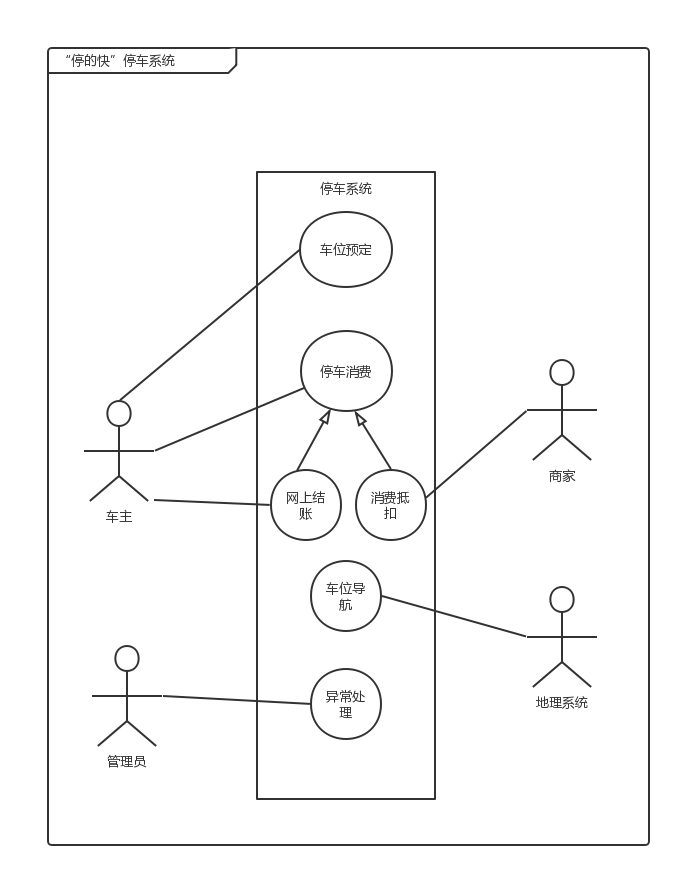 “停的快”停车系统
停车系统
车位预定
停车消费
商家
网上结
账
消费抵
扣
车主
车位导
航
地理系统
异常处
理
管理员